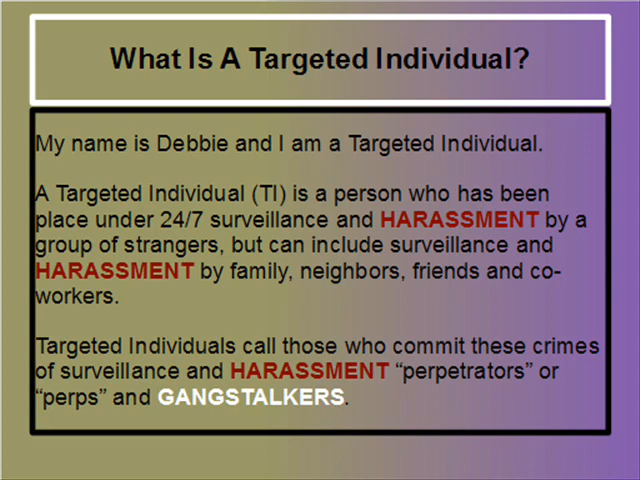 What Is A Targeted Individual?
My name is Debbie and I am a Targeted Individual.
A Targeted Individual (TI) is a person who has been
place under 24/7 surveillance and HARASSMENT by a
group of strangers, but can include surveillance and
HARASSMENT by family, neighbors, friends and co-
workers.
Targeted Individuals call those who commit these crimes
of surveillance and HARASSMENT “perpetrators” or
“perps” and GANGSTALKERS.